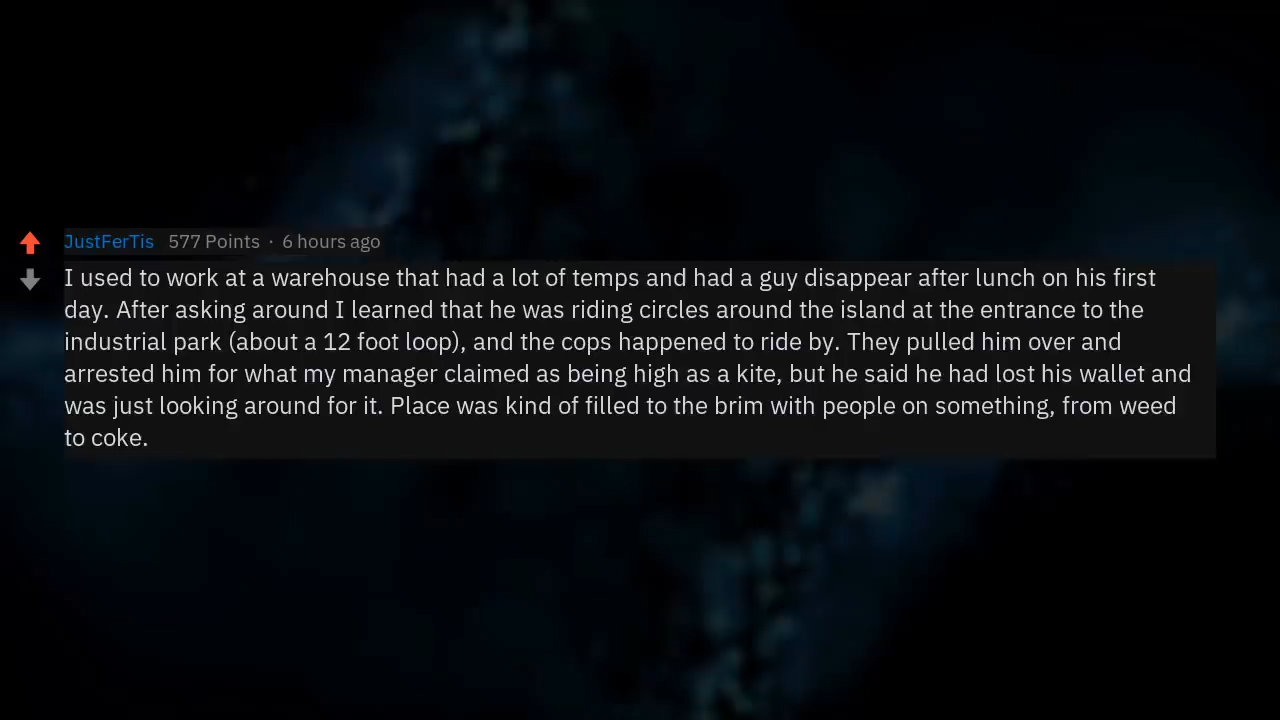 JustFerTis 577 Points · 6 hours ago
I used to work at a warehouse that had a lot of temps and had a guy disappear after lunch on his first
day. After asking around I learned that he was riding circles around the island at the entrance to the
industrial park (about a 12 foot loop), and the cops happened to ride by. They pulled him over and
arrested him for what my manager claimed as being high as a kite, but he said he had lost his wallet and
was just looking around for it. Place was kind of filled to the brim with people on something, from weed
to coke.